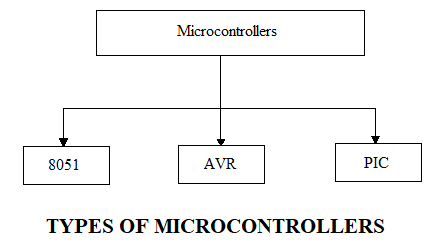 Microcontrollers
8051
AVR
PIC
TYPES OF MICROCONTROLLERS